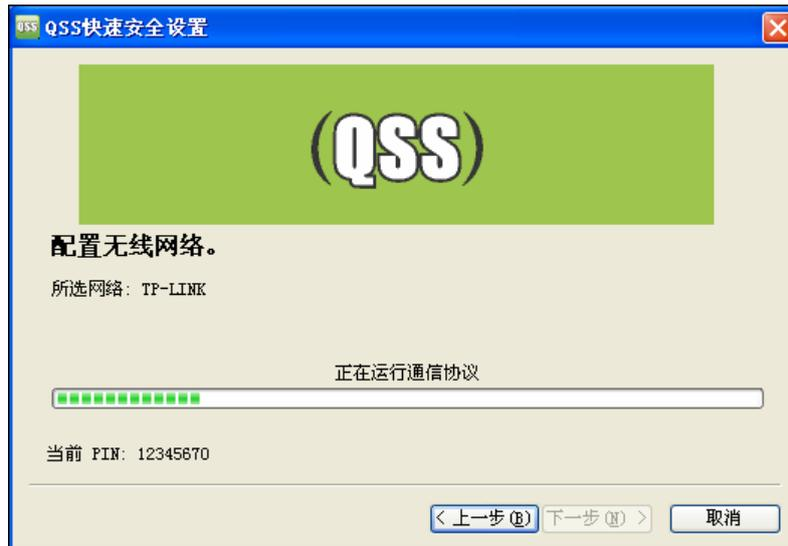 QSS QSS快速安全设置
(QSS)
配置无线网络。
所选网络: TP-LINK
正在运行通信协议
当前 PIN: 12345670
< 上一步(B) 下一步(N) > 取消